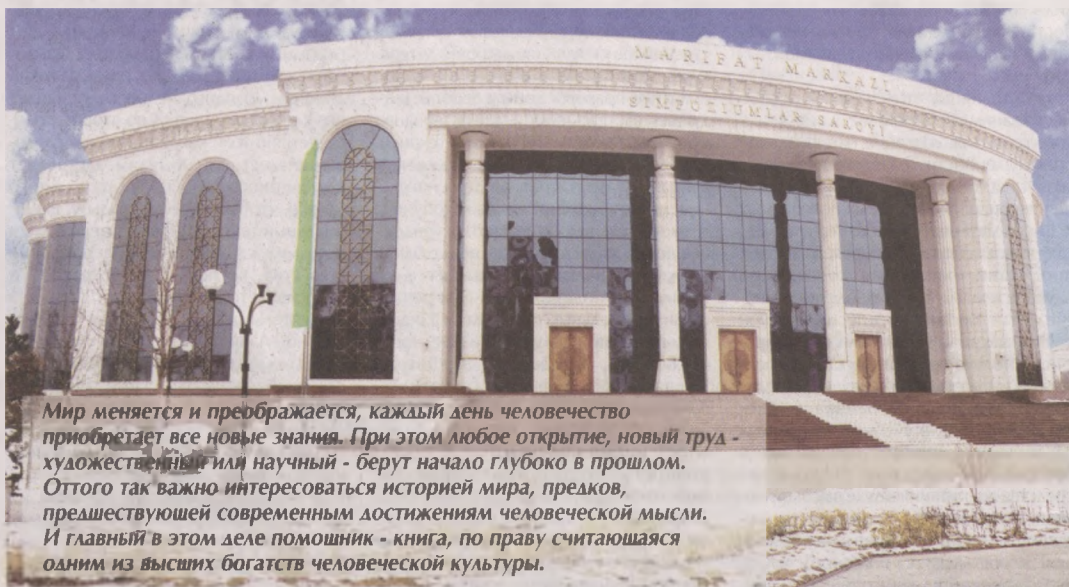 MA'RIFAT MARKAZI
SIMPOZIUMLAR SAROYI
Мир меняется и преображается, каждый день человечество
приобретает все новые знания. При этом любое открытие, новый труд -
художественный или научный - берут начало глубоко в прошлом.
Оттого так важно интересоваться историей мира, предков,
предшествующей современным достижениям человеческой мысли.
И главный в этом деле помощник - книга, по праву считающаяся
одним из высших богатств человеческой культуры.